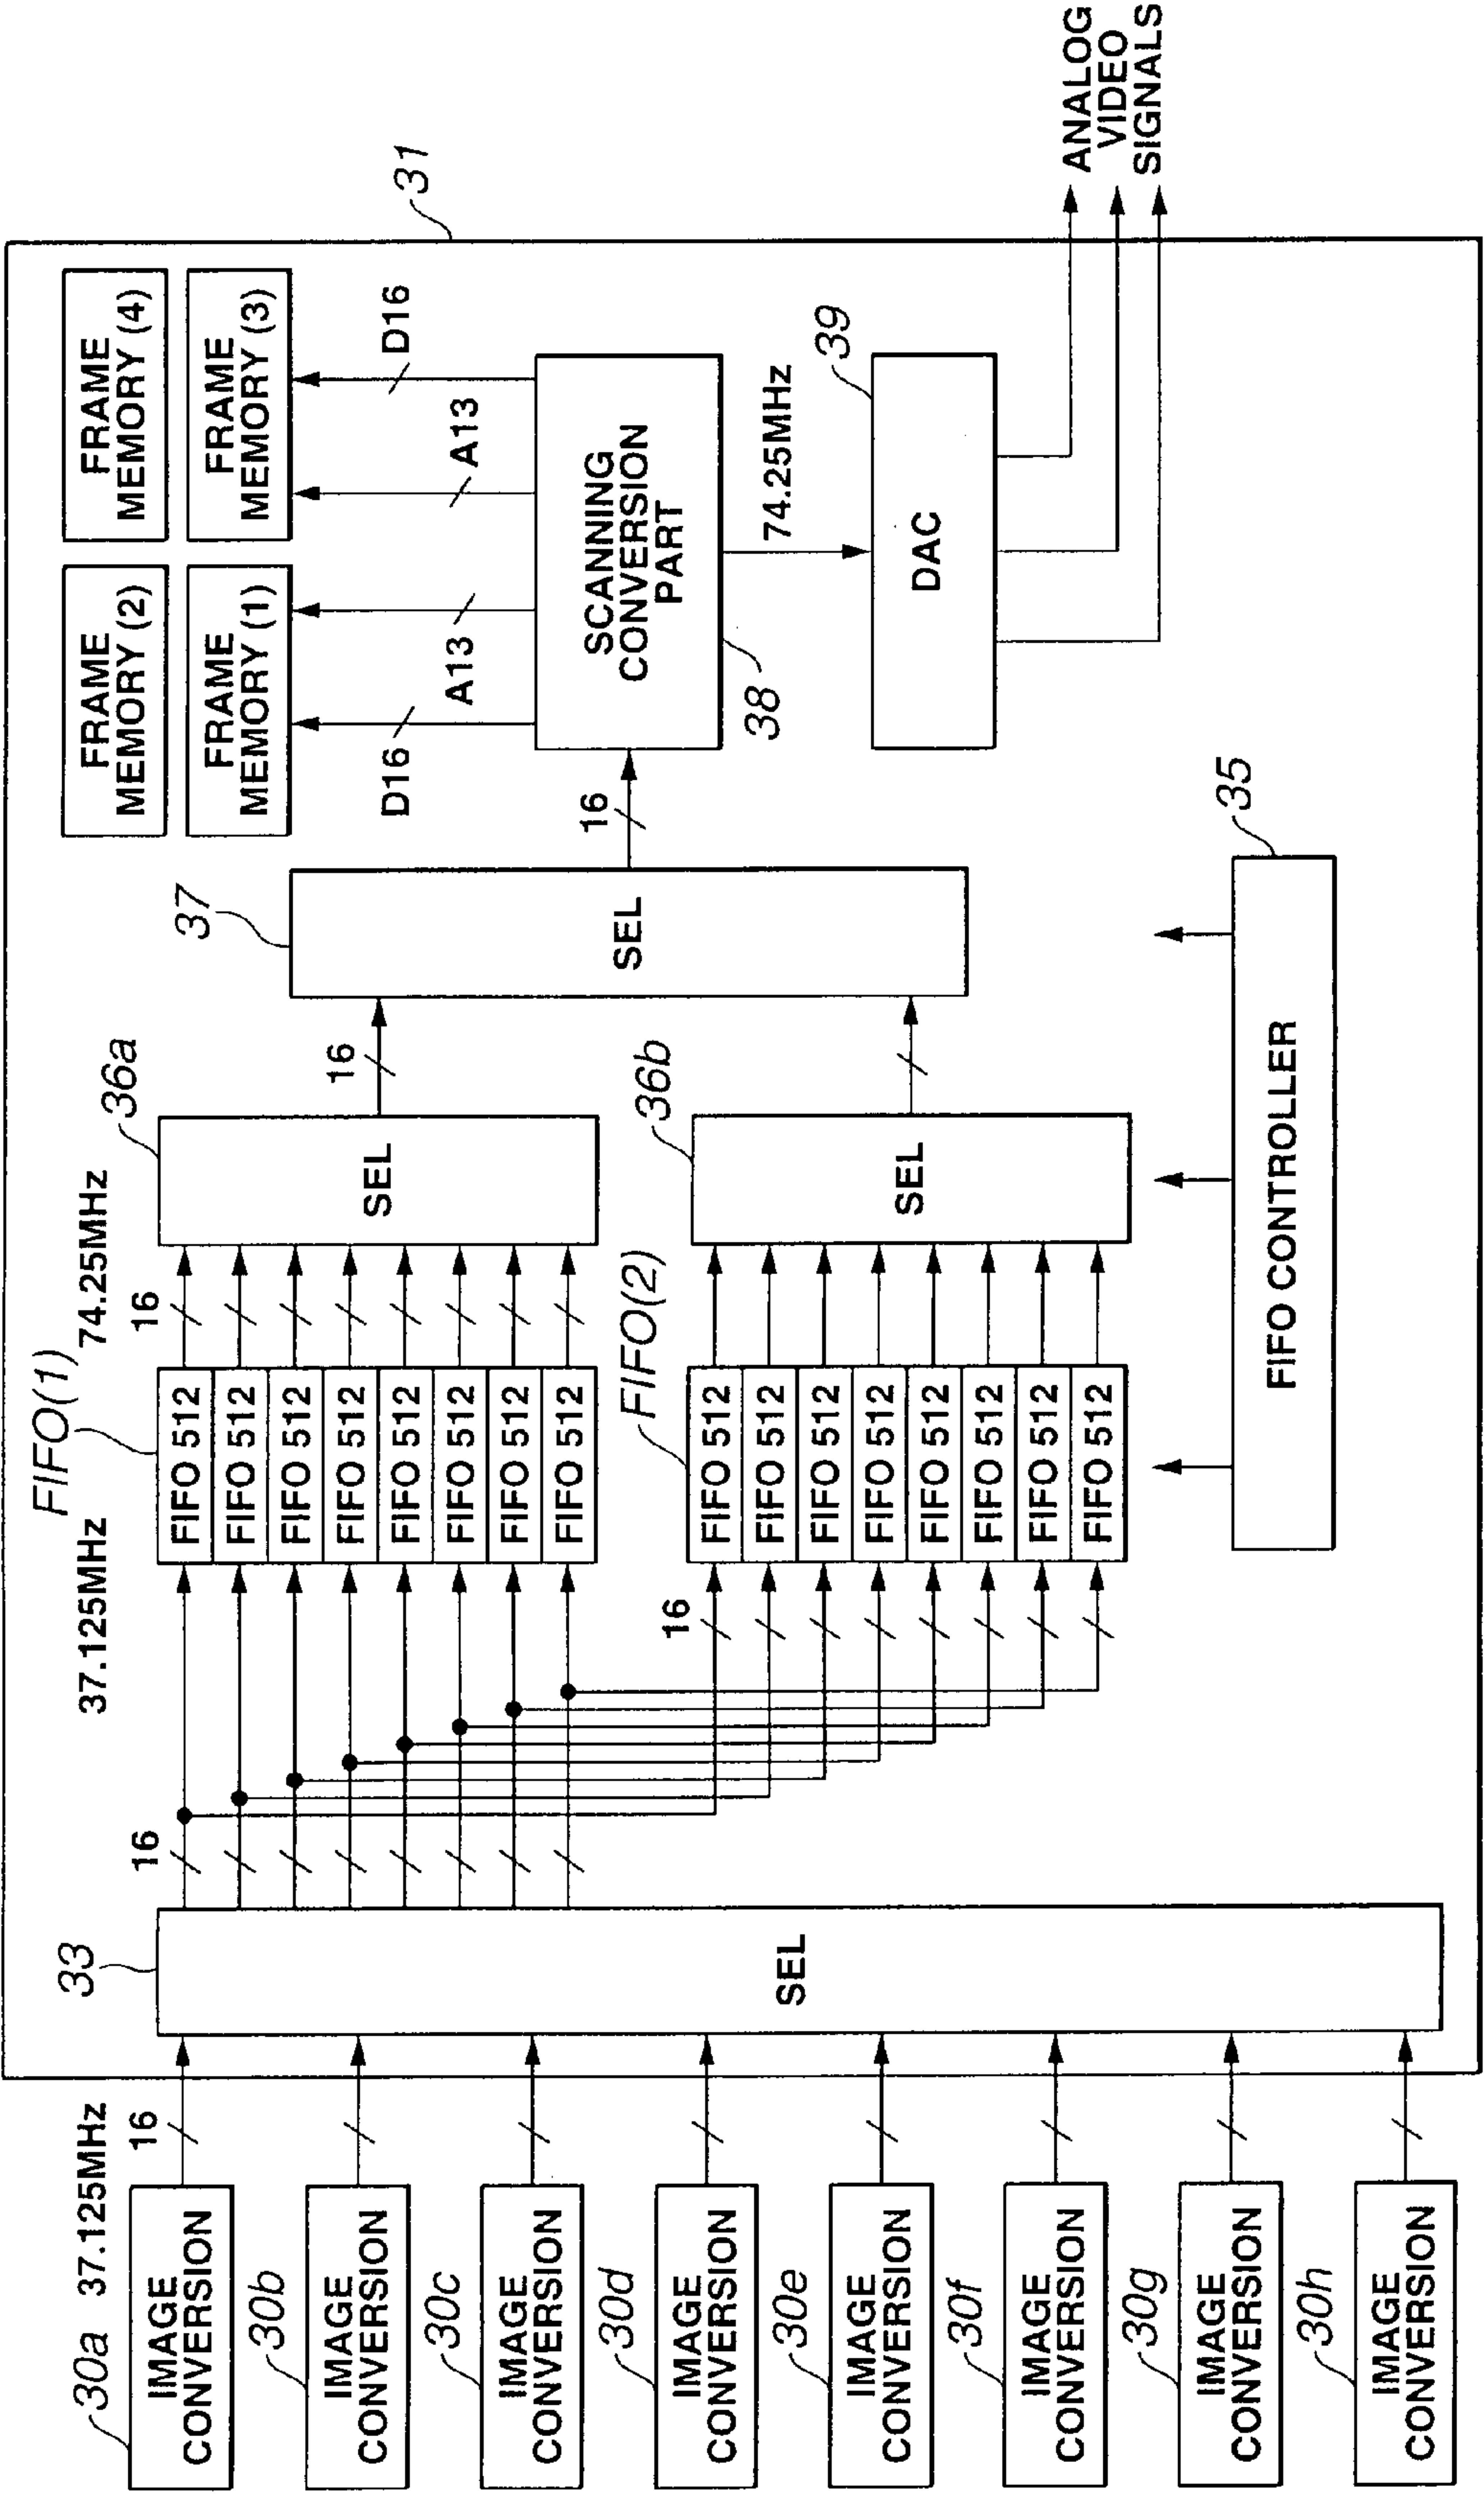 30a
37.125MHz
16
IMAGE
CONVERSION
30b
IMAGE
CONVERSION
30c
IMAGE
CONVERSION
30d
IMAGE
CONVERSION
30e
IMAGE
CONVERSION
30f
IMAGE
CONVERSION
30g
IMAGE
CONVERSION
30h
IMAGE
CONVERSION
33
SEL
16
37.125MHz
FIFO(1)
74.25MHz
FIFO 512
FIFO 512
FIFO 512
FIFO 512
FIFO 512
FIFO 512
FIFO 512
FIFO 512
16
16
FIFO(2)
FIFO 512
FIFO 512
FIFO 512
FIFO 512
FIFO 512
FIFO 512
FIFO 512
FIFO 512
36a
SEL
16
36b
SEL
37
SEL
16
FIFO CONTROLLER
35
FRAME
MEMORY (2)
FRAME
MEMORY (1)
FRAME
MEMORY (4)
FRAME
MEMORY (3)
D16
A13
A13
D16
SCANNING
CONVERSION
PART
38
74.25MHz
DAC
39
31
ANALOG
VIDEO
SIGNALS